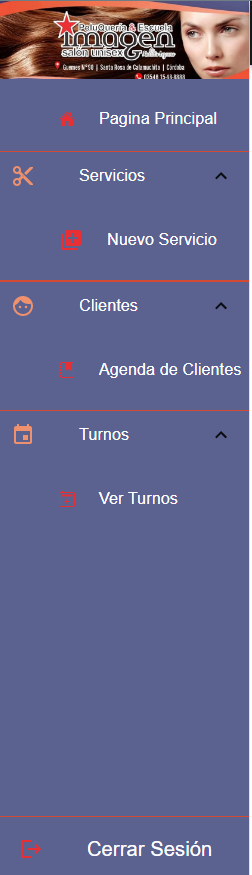 PeluQuería & Escuela
imagen
salón unisex
Guemes Nº90 | Santa Rosa de Calamuchita | Córdoba
Pagina Principal
Servicios
Nuevo Servicio
Clientes
Agenda de Clientes
Turnos
Ver Turnos
Cerrar Sesión